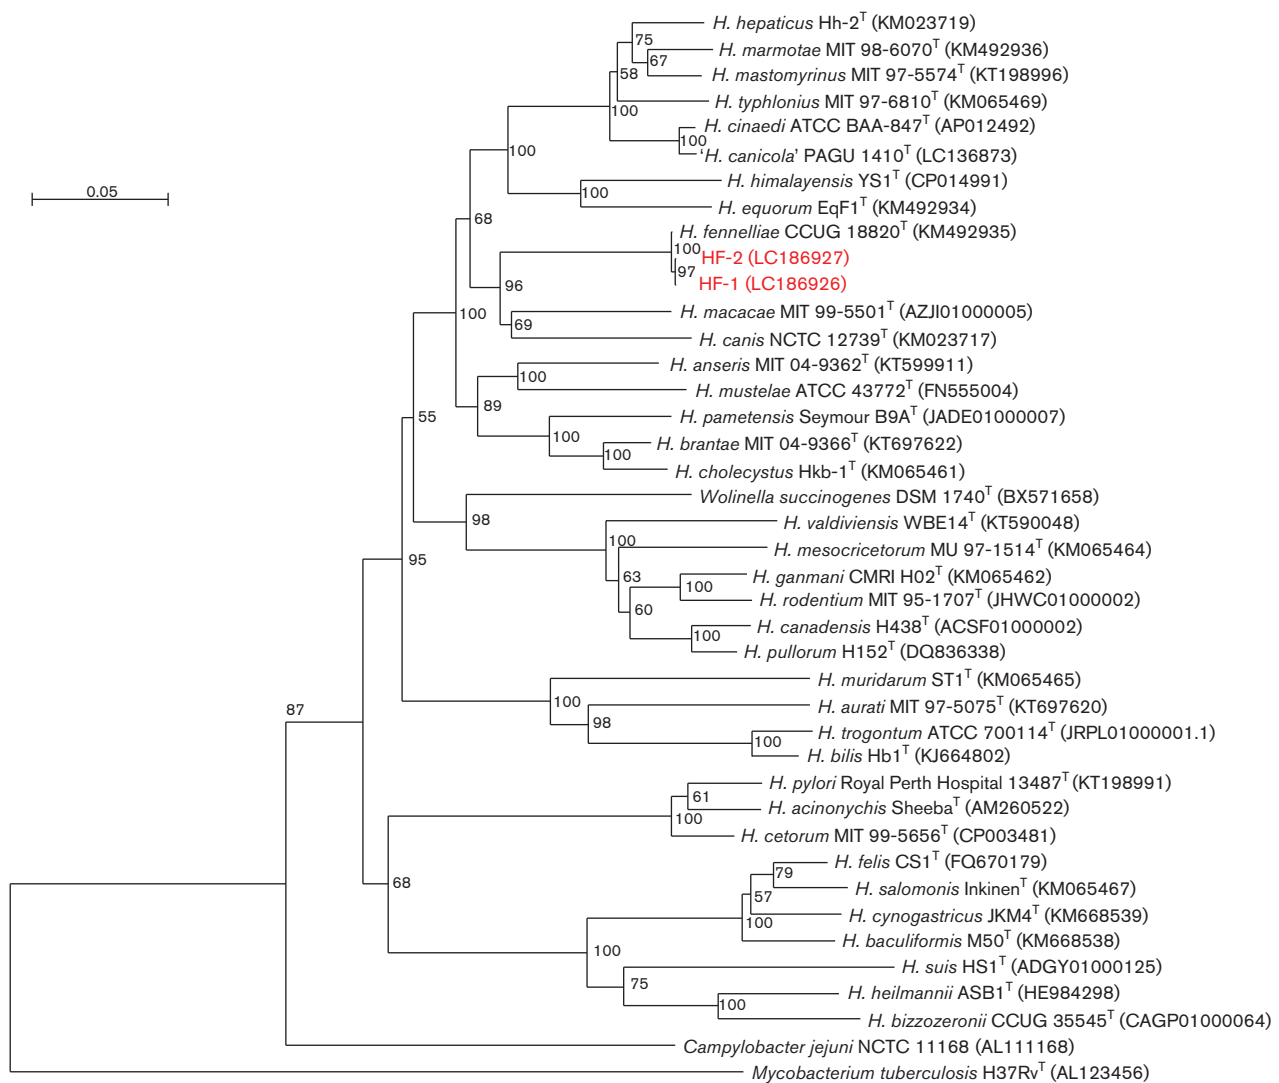 H. hepaticus Hh-2T (KM023719)
75
H. marmotae MIT 98-6070T (KM492936)
67
58
H. mastomyrinus MIT 97-5574T (KT198996)
H. typhlonius MIT 97-6810T (KM065469)
100
H. cinaedi ATCC BAA-847T (AP012492)
100
'H. canicola' PAGU 1410T (LC136873)
100
H. himalayensis YS1T (CP014991)
0.05
100
H. equorum EqF1T (KM492934)
68
H. fennelliae CCUG 18820T (KM492935)
100
HF-2 (LC186927)
97
HF-1 (LC186926)
96
H. macacae MIT 99-5501T (AZJI01000005)
100
69
H. canis NCTC 12739T (KM023717)
H. anseris MIT 04-9362T (KT599911)
100
H. mustelae ATCC 43772T (FN555004)
89
55
H. pametensis Seymour B9AT (JADE01000007)
100
H. brantae MIT 04-9366T (KT697622)
100
H. cholecystus Hkb-1T (KM065461)
Wolinella succinogenes DSM 1740T (BX571658)
98
H. valdiviensis WBE14T (KT590048)
100
H. mesocricetorum MU 97-1514T (KM065464)
95
63
H. ganmani CMRI H02T (KM065462)
100
H. rodentium MIT 95-1707T (JHWC01000002)
60
H. canadensis H438T (ACSF01000002)
100
H. pullorum H152T (DQ836338)
H. muridarum ST1T (KM065465)
100
87
H. aurati MIT 97-5075T (KT697620)
98
H. trogontum ATCC 700114T (JRPL01000001.1)
100
H. bilis Hb1T (KJ664802)
H. pylori Royal Perth Hospital 13487T (KT198991)
61
H. acinonychis SheebaT (AM260522)
100
H. cetorum MIT 99-5656T (CP003481)
H. felis CS1T (FQ670179)
79
68
H. salomonis InkinenT (KM065467)
57
H. cynogastricus JKM4T (KM668539)
100
H. baculiformis M50T (KM668538)
100
H. suis HS1T (ADGY01000125)
75
H. heilmannii ASB1T (HE984298)
100
H. bizzozeronii CCUG 35545T (CAGP01000064)
Campylobacter jejuni NCTC 11168 (AL111168)
Mycobacterium tuberculosis H37RvT (AL123456)